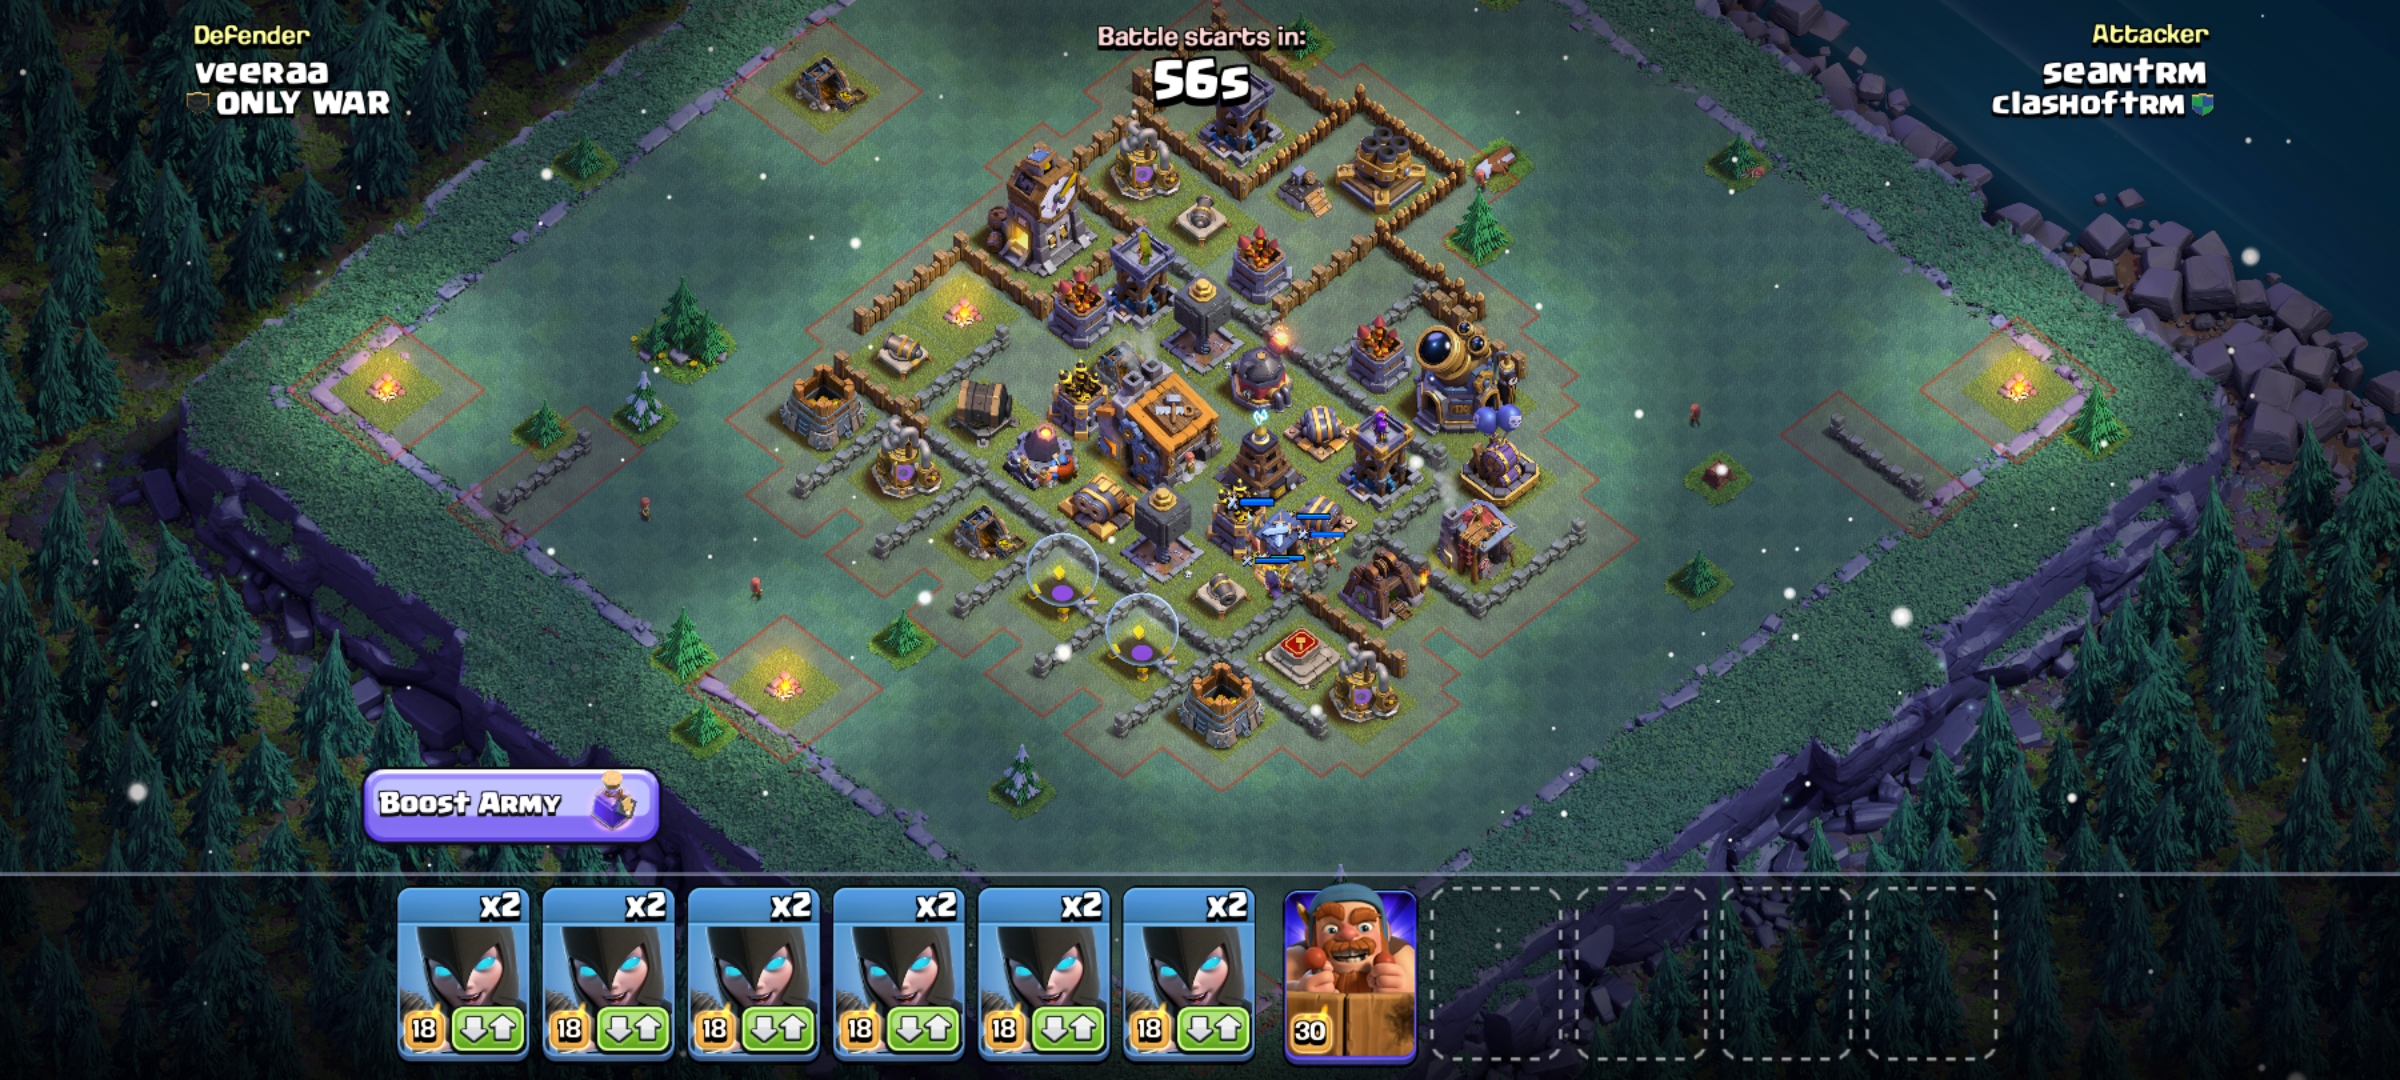 Defender
veeraa
ONLY WAR
Battle starts in:
56s
Attacker
seantRM
clashoftRM
Boost Army
x2
x2
x2
x2
x2
x2
18
18
18
18
18
18
30